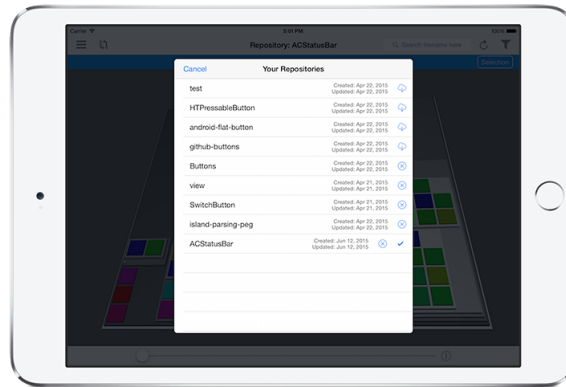 Carrier
5:01 PM
100%
Repository: ACStatusBar
Search filename here
Selection
Cancel
Your Repositories
test
Created: Apr 22, 2015
Updated: Apr 22, 2015
HTPressableButton
Created: Apr 22, 2015
Updated: Apr 22, 2015
android-flat-button
Created: Apr 22, 2015
Updated: Apr 22, 2015
github-buttons
Created: Apr 22, 2015
Updated: Apr 22, 2015
Buttons
Created: Apr 22, 2015
Updated: Apr 22, 2015
view
Created: Apr 21, 2015
Updated: Apr 21, 2015
SwitchButton
Created: Apr 21, 2015
Updated: Apr 21, 2015
island-parsing-peg
Created: Apr 22, 2015
Updated: Apr 22, 2015
ACStatusBar
Created: Jun 12, 2015
Updated: Jun 12, 2015